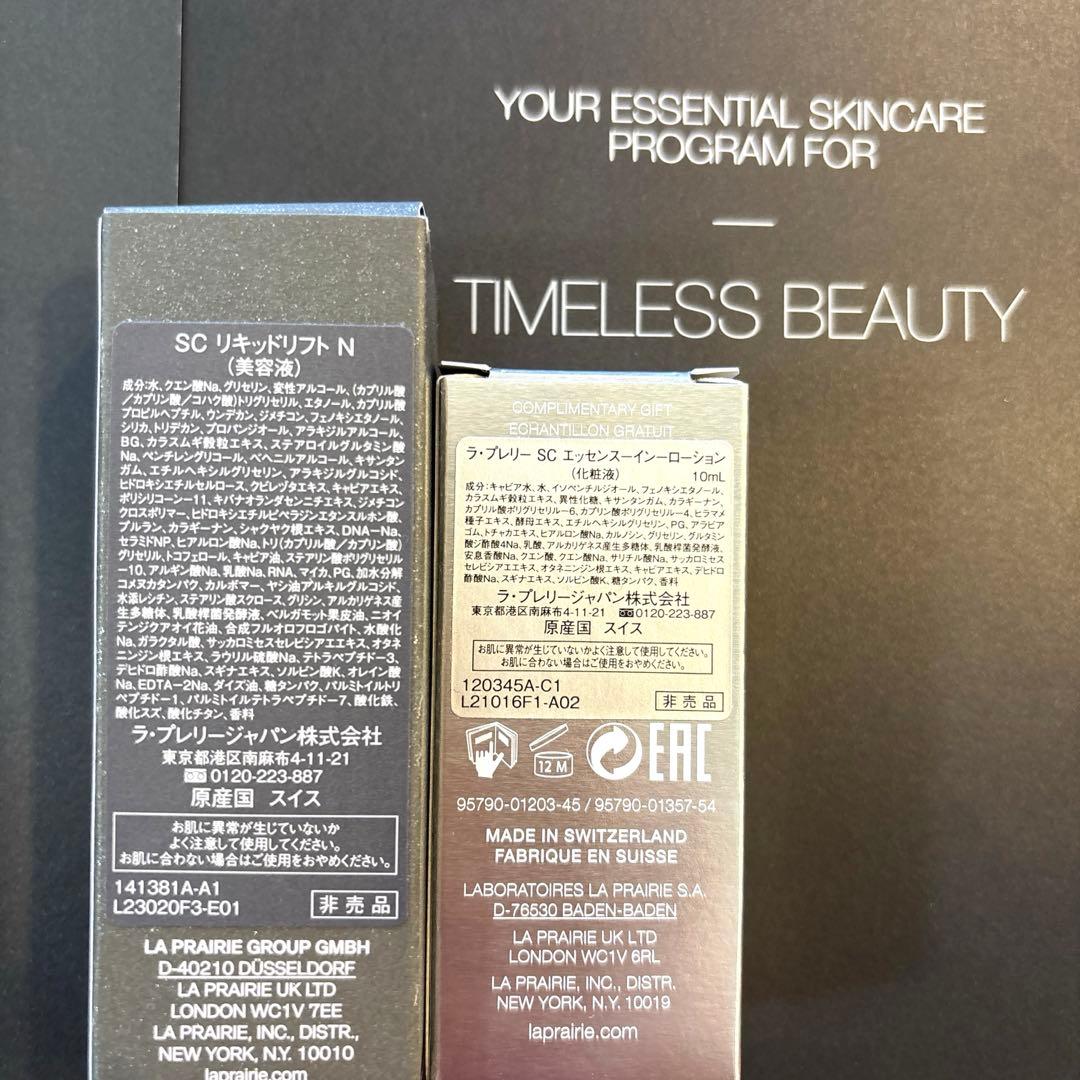 YOUR ESSENTIAL SKINCARE
PROGRAM FOR
—
TIMELESS BEAUTY
SC リキッドリフト N
(美容液)
成分:水、クエン酸Na、グリセリン、変性アルコール、(カプリル酸
/カプリン酸/コハク酸)トリグリセリル、エタノール、カプリル酸
プロピルヘプチル、ウンデカン、ジメチコン、フェノキシエタノール、
シリカ、トリデカン、プロパンジオール、アラキジルアルコール、
BG、カラスムギ穀粒エキス、ステアロイルグルタミン酸
Na、ペンチレングリコール、ベヘニルアルコール、キサンタン
ガム、エチルヘキシルグリセリン、アラキジルグルコシド、
ヒドロキシエチルセルロース、クビレヅタエキス、キャビアエキス、
ポリシリコーン-11、キバナオランダセンニチエキス、ジメチコン
クロスポリマー、ヒドロキシエチルピペラジンエタンスルホン酸、
プルラン、カラギーナン、シャクヤク根エキス、DNA-Na、
セラミドNP、ヒアルロン酸Na、トリ(カプリル酸/カプリン酸)
グリセリル、トコフェロール、キャビア油、ステアリン酸ポリグリセリル
-10、アルギン酸Na、乳酸Na、RNA、マイカ、PG、加水分解
コメヌカタンパク、カルボマー、ヤシ油アルキルグルコシド、
水添レシチン、ステアリン酸スクロース、グリシン、アルカリゲネス産
生多糖体、乳酸桿菌発酵液、ベルガモット果皮油、ニオイ
テンジクアオイ花油、合成フルオロフロゴパイト、水酸化
Na、ガラクタル酸、サッカロミセスセレビシアエエキス、オタネ
ニンジン根エキス、ラウリル硫酸Na、テトラペプチド-3、
デヒドロ酢酸Na、スギナエキス、ソルビン酸K、オレイン酸
Na、EDTA-2Na、ダイズ油、糖タンパク、パルミトイルトリ
ペプチド-1、パルミトイルテトラペプチド-7、酸化鉄、
酸化スズ、酸化チタン、香料
ラ・プレリージャパン株式会社
東京都港区南麻布4-11-21
0120-223-887
原産国 スイス
お肌に異常が生じていないか
よく注意して使用してください。
お肌に合わない場合はご使用をおやめください。
141381A-A1
L23020F3-E01
非売品
LA PRAIRIE GROUP GMBH
D-40210 DÜSSELDORF
LA PRAIRIE UK LTD
LONDON WC1V 7EE
LA PRAIRIE, INC., DISTR.,
NEW YORK, N.Y. 10010
laprairie.com
COMPLIMENTARY GIFT
ECHANTILLON GRATUIT
ラ・プレリー SC エッセンスーインーローション
(化粧液) 10mL
成分:キャビア水、水、イソペンチルジオール、フェノキシエタノール、
カラスムギ穀粒エキス、異性化糖、キサンタンガム、カラギーナン、
カプリル酸ポリグリセリル-6、カプリン酸ポリグリセリル-4、ヒラマメ
種子エキス、酵母エキス、エチルヘキシルグリセリン、PG、アラビア
ゴム、トチャカエキス、ヒアルロン酸Na、カルノシン、グリセリン、グルタミン
酸ジ酢酸4Na、乳酸、アルカリゲネス産生多糖体、乳酸桿菌発酵液、
安息香酸Na、クエン酸、クエン酸Na、サリチル酸Na、サッカロミセス
セレビシアエエキス、オタネニンジン根エキス、キャビアエキス、デヒドロ
酢酸Na、スギナエキス、ソルビン酸K、糖タンパク、香料
ラ・プレリージャパン株式会社
東京都港区南麻布4-11-21 0120-223-887
原産国 スイス
お肌に異常が生じていないかよく注意して使用してください。
お肌に合わない場合はご使用をおやめください。
120345A-C1
L21016F1-A02
非売品
12 M
EAC
95790-01203-45 / 95790-01357-54
MADE IN SWITZERLAND
FABRIQUE EN SUISSE
LABORATOIRES LA PRAIRIE S.A.
D-76530 BADEN-BADEN
LA PRAIRIE UK LTD
LONDON WC1V 6RL
LA PRAIRIE, INC., DISTR.
NEW YORK, N.Y. 10019
laprairie.com